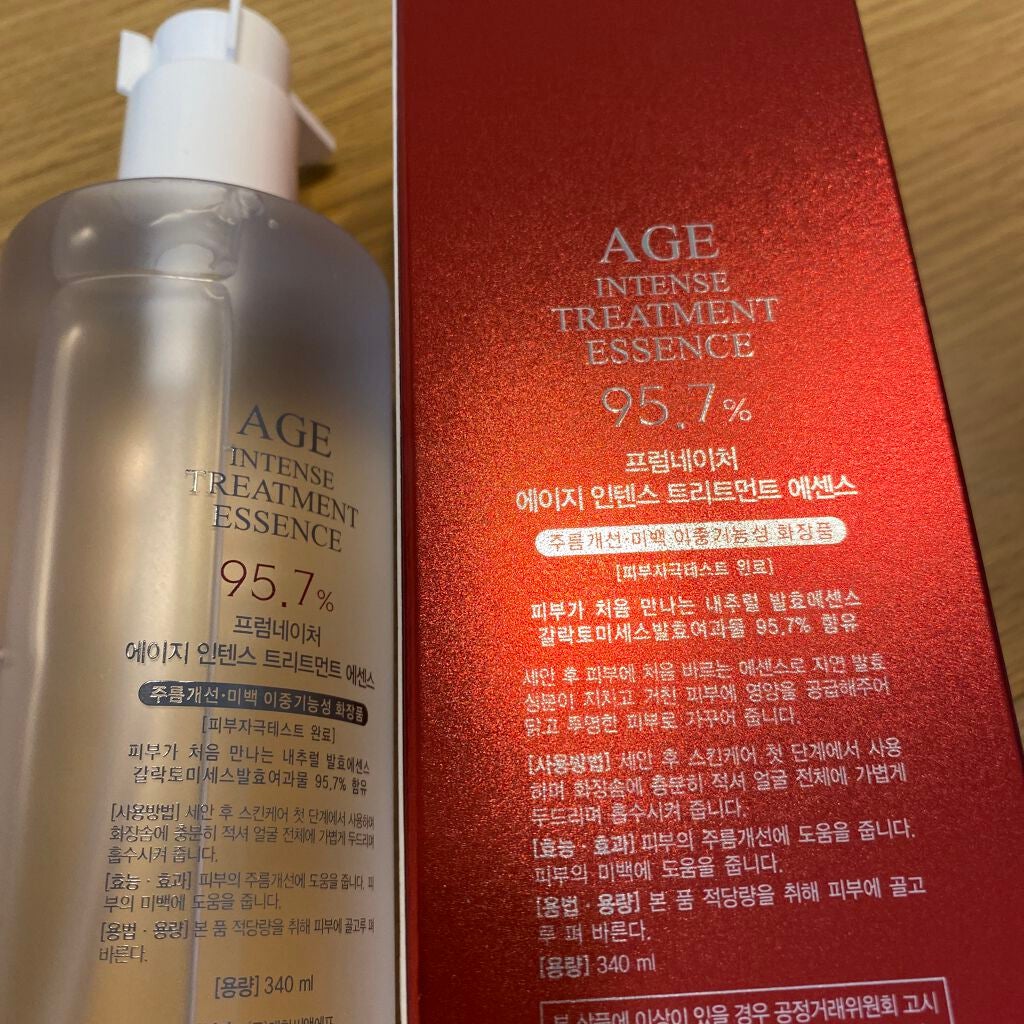 AGE
INTENSE
TREATMENT
ESSENCE
95.7%
프럼네이처
에이지 인텐스 트리트먼트 에센스
주름개선·미백 이중기능성 화장품
[피부자극테스트 완료]
피부가 처음 만나는 내추럴 발효에센스
갈락토미세스발효여과물 95.7% 함유
[사용방법] 세안 후 스킨케어 첫 단계에서 사용하며
화장솜에 충분히 적셔 얼굴 전체에 가볍게 두드리며
흡수시켜 줍니다.
[효능·효과] 피부의 주름개선에 도움을 줍니다. 피
부의 미백에 도움을 줍니다.
[용법·용량] 본 품 적당량을 취해 피부에 골고루 펴
바른다.
[용량] 340 ml
AGE
INTENSE
TREATMENT
ESSENCE
95.7%
프럼네이처
에이지 인텐스 트리트먼트 에센스
주름개선·미백 이중기능성 화장품
[피부자극테스트 완료]
피부가 처음 만나는 내추럴 발효에센스
갈락토미세스발효여과물 95.7% 함유
세안 후 피부에 처음 바르는 에센스로 자연 발효
성분이 지치고 거친 피부에 영양을 공급해주어
맑고 투명한 피부로 가꾸어 줍니다.
[사용방법] 세안 후 스킨케어 첫 단계에서 사용
하며 화장솜에 충분히 적셔 얼굴 전체에 가볍게
두드리며 흡수시켜 줍니다.
[효능·효과] 피부의 주름개선에 도움을 줍니다.
피부의 미백에 도움을 줍니다.
[용법·용량] 본 품 적당량을 취해 피부에 골고
루 펴 바른다.
[용량] 340 ml
본 상품에 이상이 있을 경우 공정거래위원회 고시